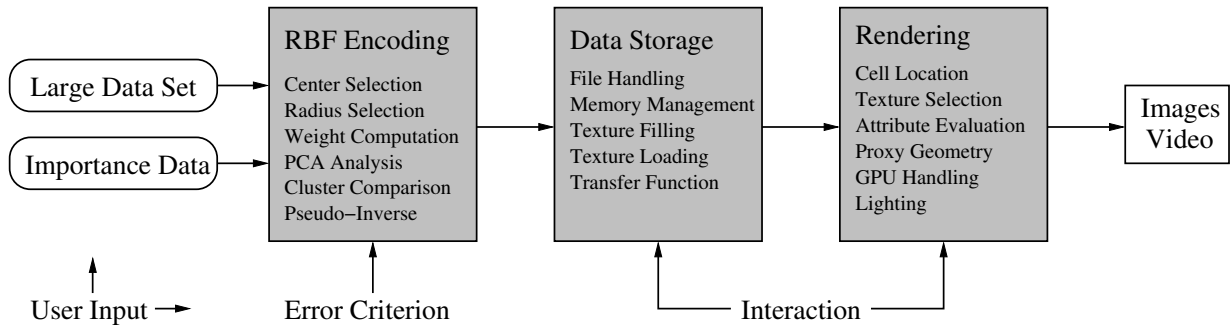 Large Data Set
Importance Data
RBF Encoding
Center Selection
Radius Selection
Weight Computation
PCA Analysis
Cluster Comparison
Pseudo−Inverse
Data Storage
File Handling
Memory Management
Texture Filling
Texture Loading
Transfer Function
Rendering
Cell Location
Texture Selection
Attribute Evaluation
Proxy Geometry
GPU Handling
Lighting
Images
Video
User Input
Error Criterion
Interaction